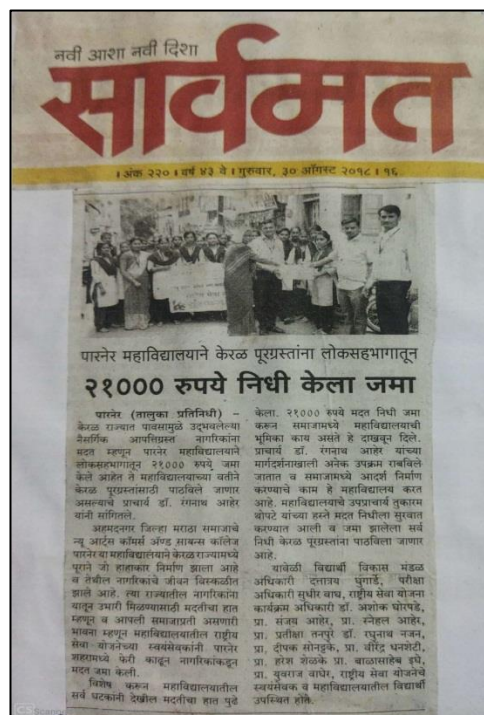 नवी आशा नवी दिशा
सार्वमत
। अंक २२० । वर्ष ४३ वे । गुरुवार, ३० ऑगस्ट २०१८ । १६
पारनेर महाविद्यालयाने केरळ पूरग्रस्तांना लोकसहभागातून
२१००० रुपये निधी केला जमा
पारनेर (तालुका प्रतिनिधी) –
केरळ राज्यात पावसामुळे उद्भवलेल्या
नैसर्गिक आपत्तिग्रस्त नागरिकांना
मदत म्हणून पारनेर महाविद्यालयाने
लोकसहभागातून २१००० रुपये जमा
केले आहेत ते महाविद्यालयाच्या वतीने
केरळ पूरग्रस्तांसाठी पाठविले जाणार
असल्याचे प्राचार्य डॉ. रंगनाथ आहेर
यांनी सांगितले.
अहमदनगर जिल्हा मराठा समाजाचे
न्यू आर्टस कॉमर्स अँण्ड सायन्स कॉलेज
पारनेर या महाविद्यालयाने केरळ राज्यामध्ये
पूराने जो हाहाकार निर्माण झाला आहे
व तेथील नागरिकाचे जीवन विस्कळीत
झाले आहे. त्या राज्यातील नागरिकांना
यातून उभारी मिळण्यासाठी मदतीचा हात
म्हणून व आपली समाजाप्रती असणारी
भावना म्हणून महाविद्यालयातील राष्ट्रीय
सेवा योजनेच्या स्वयंसेवकांनी पारनेर
शहरामध्ये फेरी काढून नागरिकांकडून
मदत जमा केली.
विशेष करून महाविद्यालयातील
सर्व घटकांनी देखील मदतीचा हात पुढे
केला. २१००० रुपये मदत निधी जमा
करून समाजामध्ये महाविद्यालयाची
भूमिका काय असते हे दाखवून दिले.
प्राचार्य डॉ. रंगनाथ आहेर यांच्या
मार्गदर्शनाखाली अनेक उपक्रम राबविले
जातात व समाजामध्ये आदर्श निर्माण
करण्याचे काम हे महाविद्यालय करत
आहे. महाविद्यालयाचे उपप्राचार्य तुकाराम
थोपटे यांच्या हस्ते मदत निधीला सुरवात
करण्यात आली व जमा झालेला सर्व
निधी केरळ पूरग्रस्तांना पाठविला जाणार
आहे.
यावेळी विद्यार्थी विकास मंडळ
अधिकारी दत्तात्रय घुगार्डे, परीक्षा
अधिकारी सुधीर वाघ, राष्ट्रीय सेवा योजना
कार्यक्रम अधिकारी डॉ. अशोक घोरपडे,
प्रा. संजय आहेर, प्रा. स्नेहल आहेर,
प्रा. प्रतीक्षा तनपुरे डॉ. रघुनाथ नजन,
प्रा. दीपक सोनटक्के, प्रा. वीरेंद्र धनशेटी,
प्रा. हरेश शेळके प्रा. बाळासाहेब इघे,
प्रा. युवराज वाघेर, राष्ट्रीय सेवा योजनेचे
स्वयंसेवक व महाविद्यालयातील विद्यार्थी
उपस्थित होते.
CS